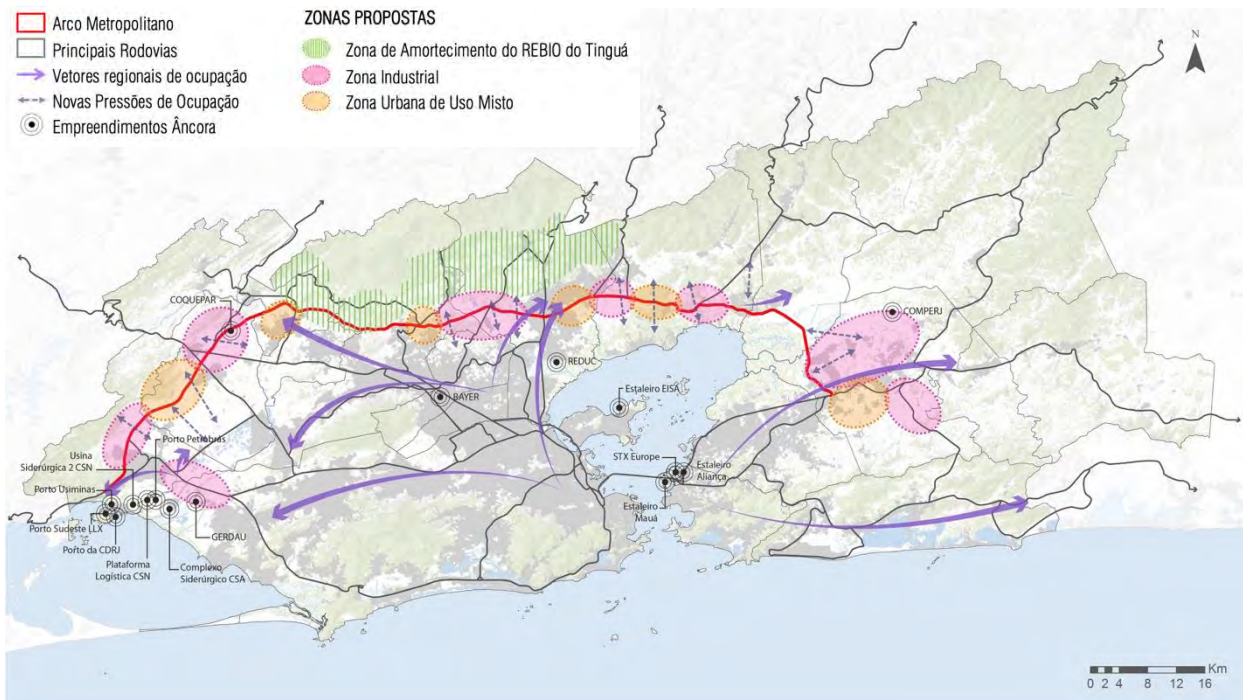 Arco Metropolitano
Principais Rodovias
Vetores regionais de ocupação
Novas Pressões de Ocupação
Empreendimentos Âncora
ZONAS PROPOSTAS
Zona de Amortecimento do REBIO do Tinguá
Zona Industrial
Zona Urbana de Uso Misto
N
COQUEPAR
COMPERJ
REDUC
BAYER
Estaleiro EISA
Porto Petrobrás
Usina
Siderúrgica 2 CSN
STX Europe
Estaleiro
Aliança
Porto Usiminas
Estaleiro
Mauá
Porto Sudeste LLX
GERDAU
Porto da CDRJ
Plataforma
Logística CSN
Complexo
Siderúrgico CSA
Km
0 2 4 8 12 16